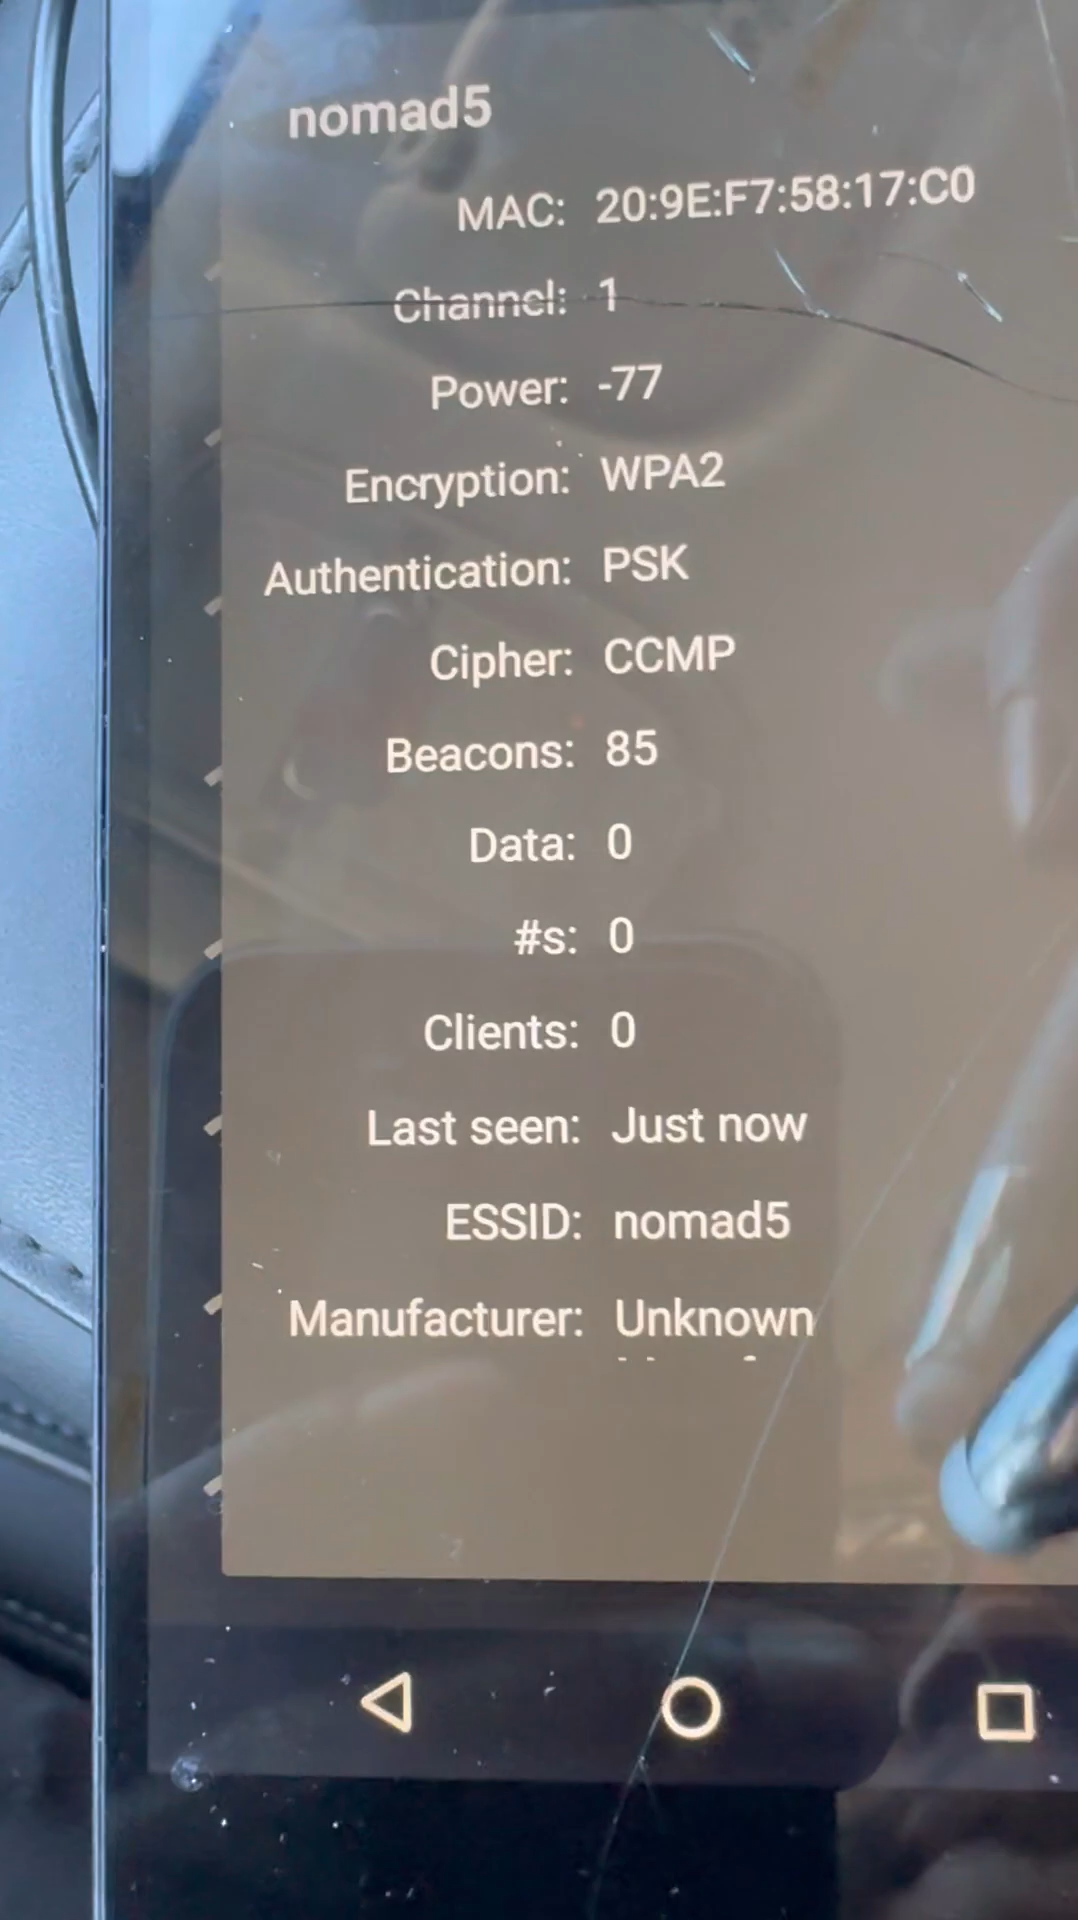 nomad5
MAC: 20:9E:F7:58:17:C0
Channel: 1
Power: -77
Encryption: WPA2
Authentication: PSK
Cipher: CCMP
Beacons: 85
Data: 0
#s: 0
Clients: 0
Last seen: Just now
ESSID: nomad5
Manufacturer: Unknown